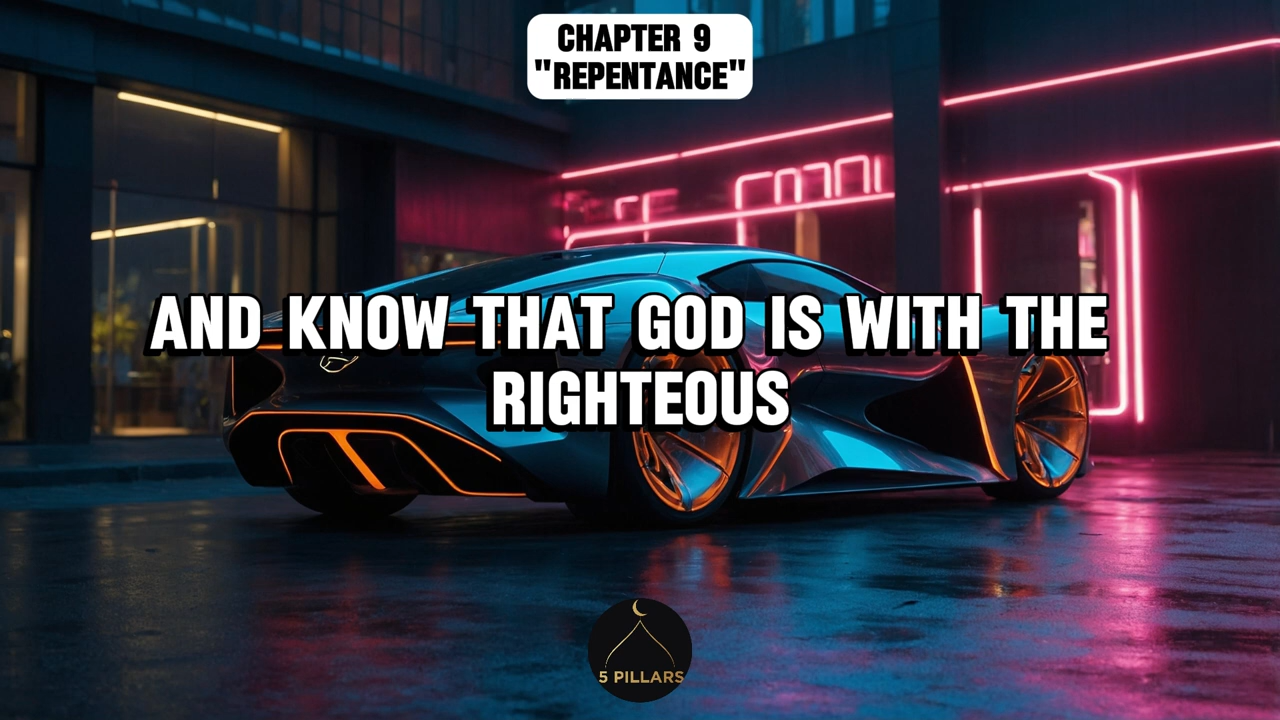 CHAPTER 9
"REPENTANCE"
AND KNOW THAT GOD IS WITH THE
RIGHTEOUS
5 PILLARS